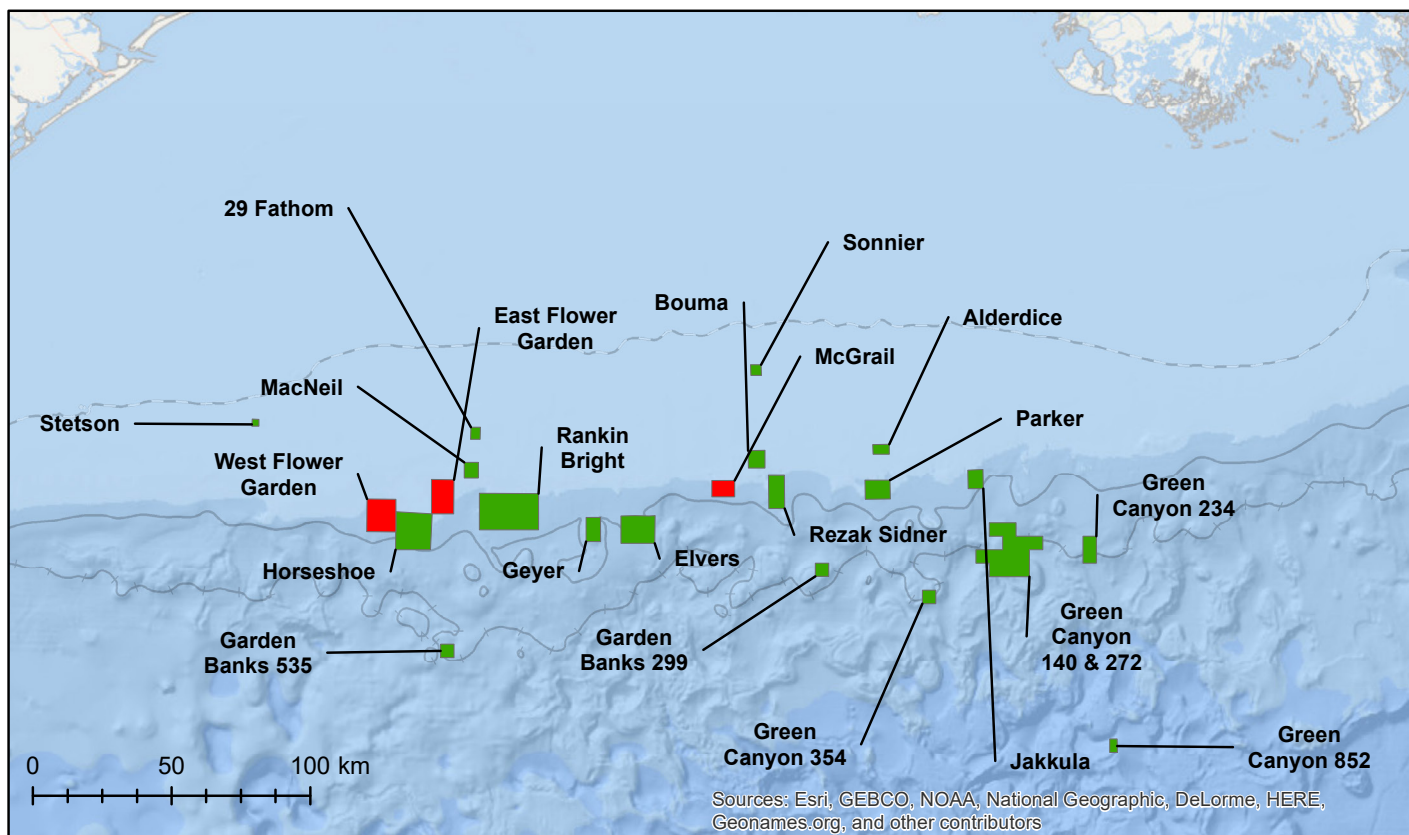 29 Fathom
Sonnier
Bouma
East Flower
Garden
Alderdice
McGrail
MacNeil
Stetson
Rankin
Bright
Parker
West Flower
Garden
Green
Canyon 234
Rezak Sidner
Horseshoe
Geyer
Elvers
Garden
Banks 535
Garden
Banks 299
Green
Canyon
140 & 272
Green
Canyon 354
Jakkula
Green
Canyon 852
0 50 100 km
Sources: Esri, GEBCO, NOAA, National Geographic, DeLorme, HERE,
Geonames.org, and other contributors